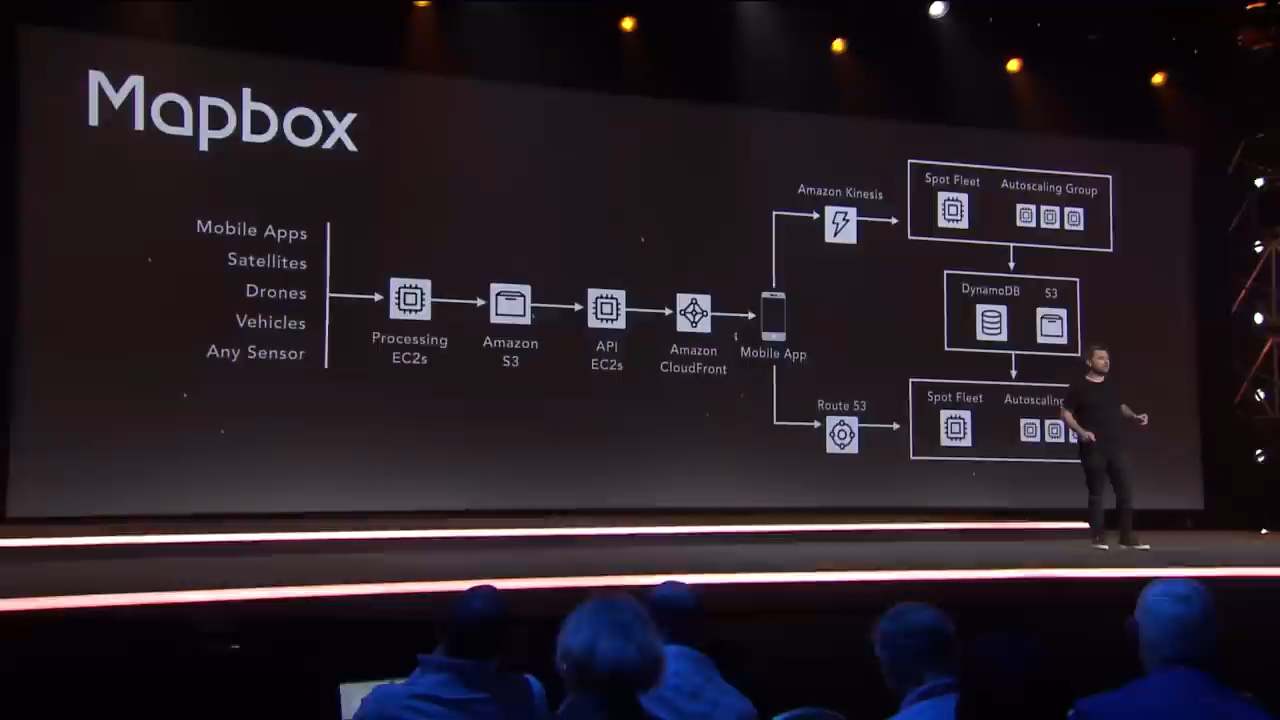 Mapbox
Mobile Apps
Satellites
Drones
Vehicles
Any Sensor
Processing
EC2s
Amazon
S3
API
EC2s
Amazon
CloudFront
Mobile App
Amazon Kinesis
Spot Fleet
Autoscaling Group
DynamoDB
S3
Route 53
Spot Fleet
Autoscaling